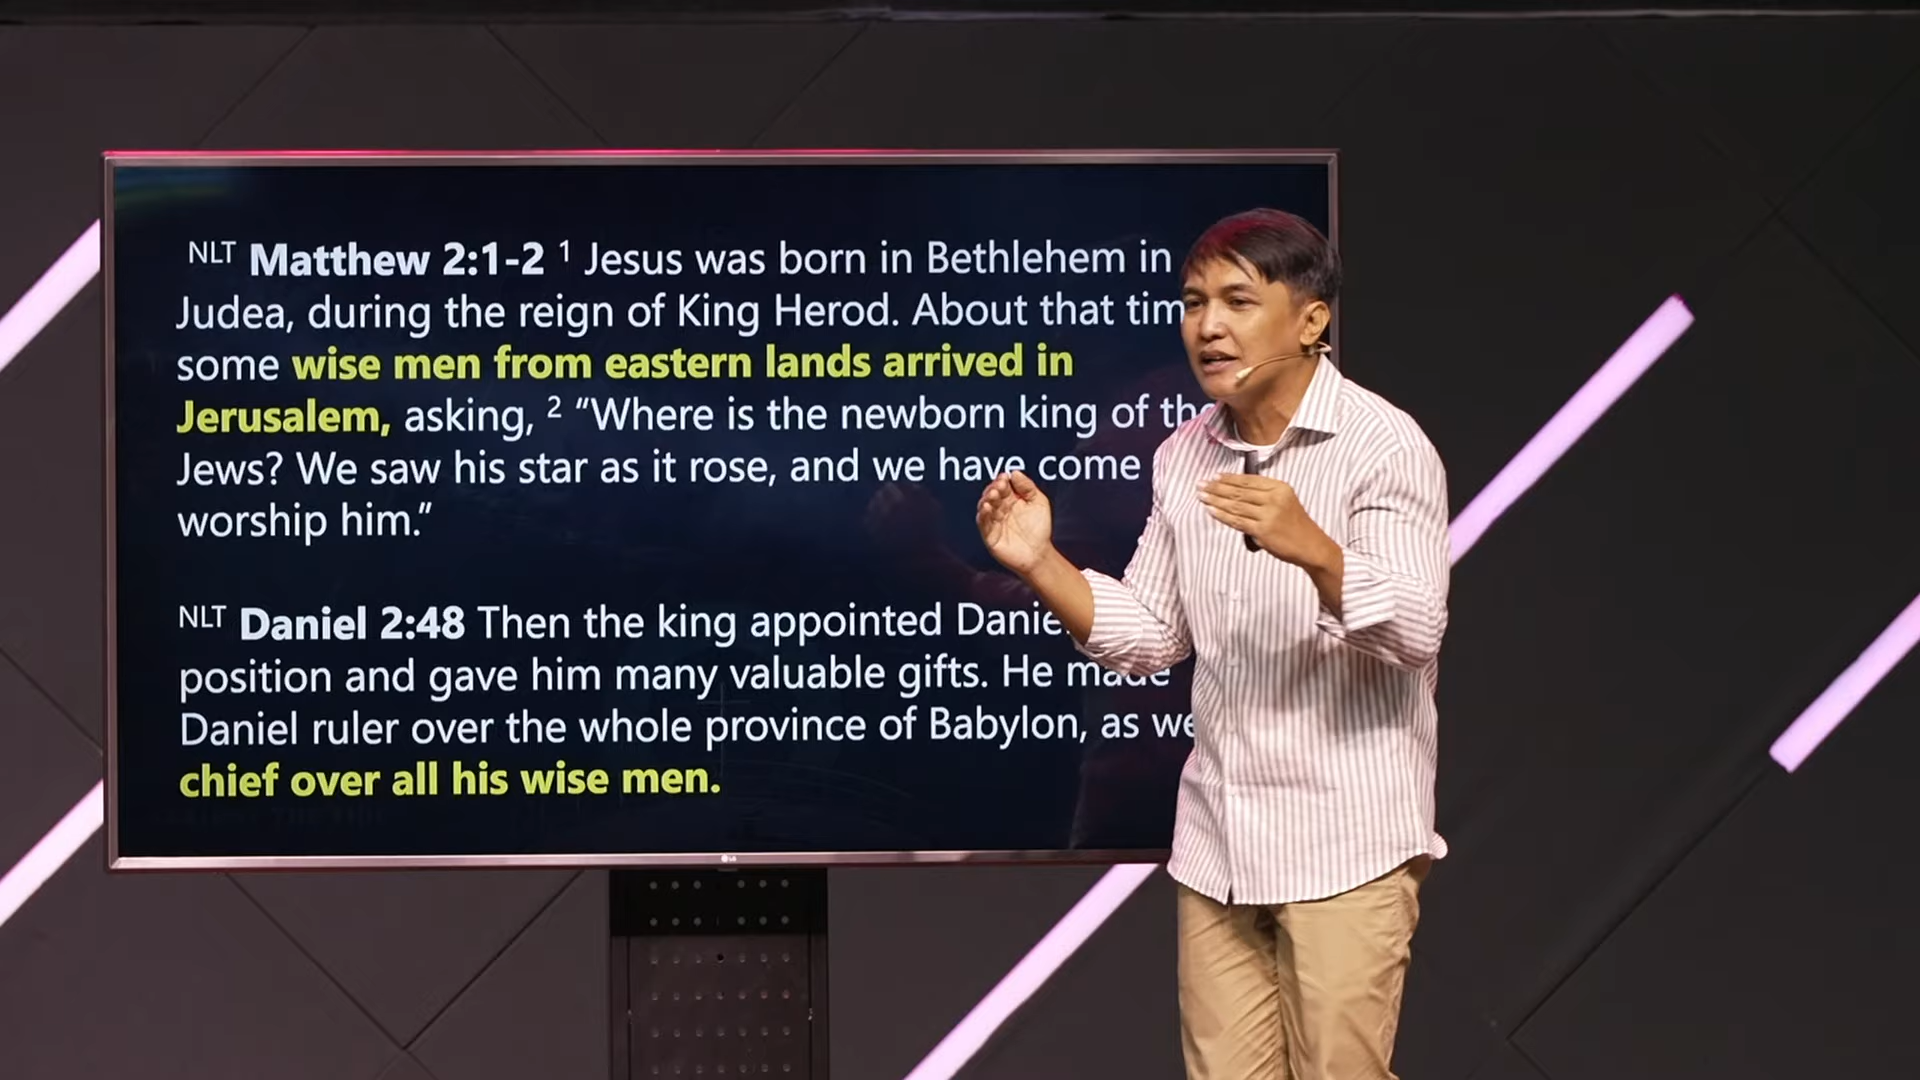 NLT Matthew 2:1-2 1 Jesus was born in Bethlehem in
Judea, during the reign of King Herod. About that
some wise men from eastern lands arrived in
Jerusalem, asking, 2 “Where is the newborn king of the
Jews? We saw his star as it rose, and we have come
worship him.”
NLT Daniel 2:48 Then the king appointed Daniel
position and gave him many valuable gifts. He made
Daniel ruler over the whole province of Babylon, as
chief over all his wise men.
LG